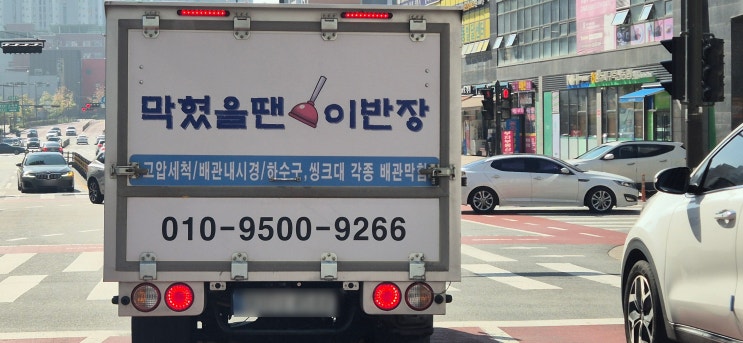 막혔을땐 이반장
고압세척/배관내시경/하수구,씽크대 각종 배관막힘
010-9500-9266